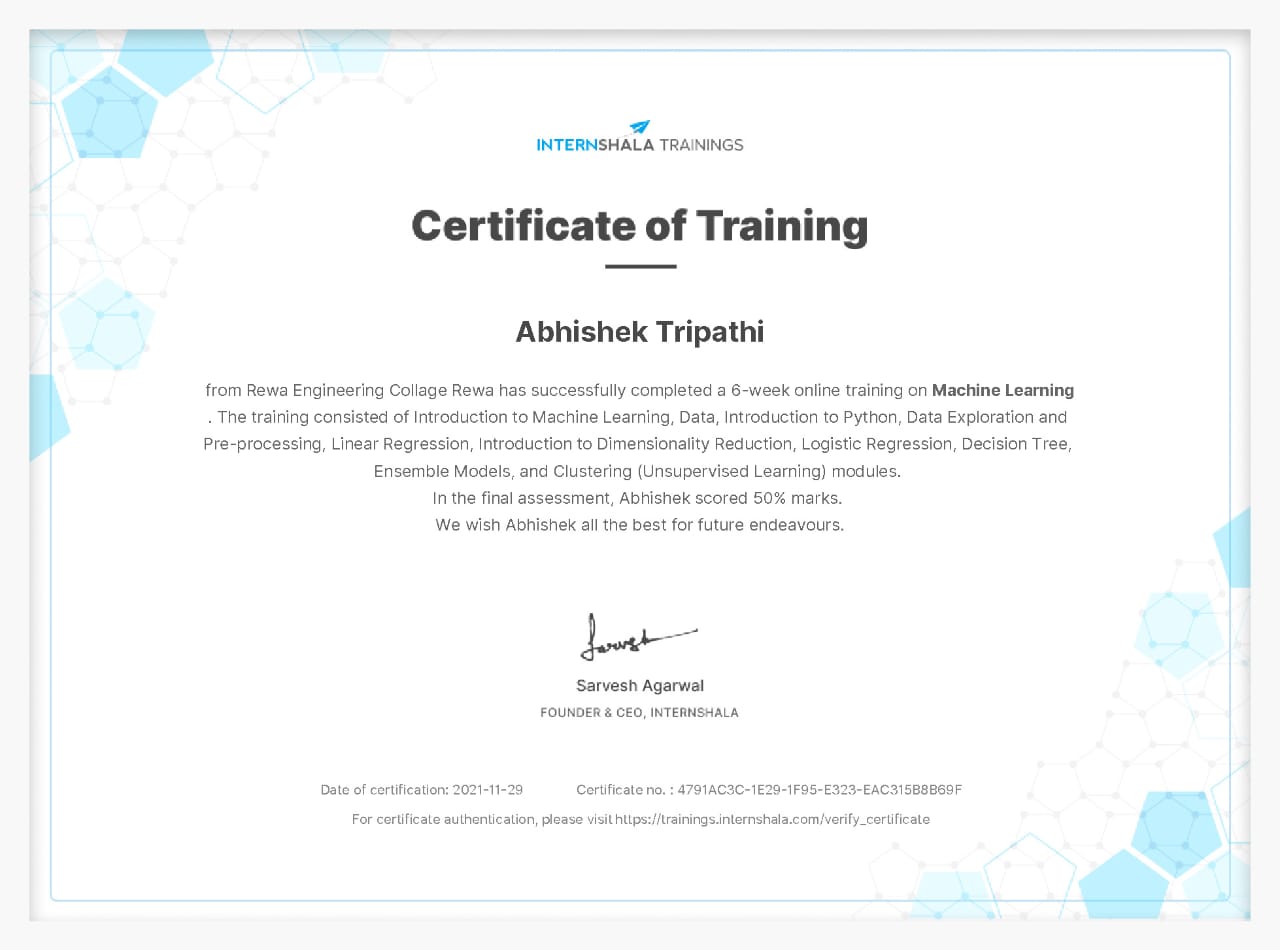 INTERNSHALA TRAININGS
Certificate of Training
Abhishek Tripathi
from Rewa Engineering Collage Rewa has successfully completed a 6-week online training on Machine Learning
. The training consisted of Introduction to Machine Learning, Data, Introduction to Python, Data Exploration and
Pre-processing, Linear Regression, Introduction to Dimensionality Reduction, Logistic Regression, Decision Tree,
Ensemble Models, and Clustering (Unsupervised Learning) modules.
In the final assessment, Abhishek scored 50% marks.
We wish Abhishek all the best for future endeavours.
Sarvesh
Sarvesh Agarwal
FOUNDER & CEO, INTERNSHALA
Date of certification: 2021-11-29 Certificate no. : 4791AC3C-1E29-1F95-E323-EAC315B8B69F
For certificate authentication, please visit https://trainings.internshala.com/verify_certificate